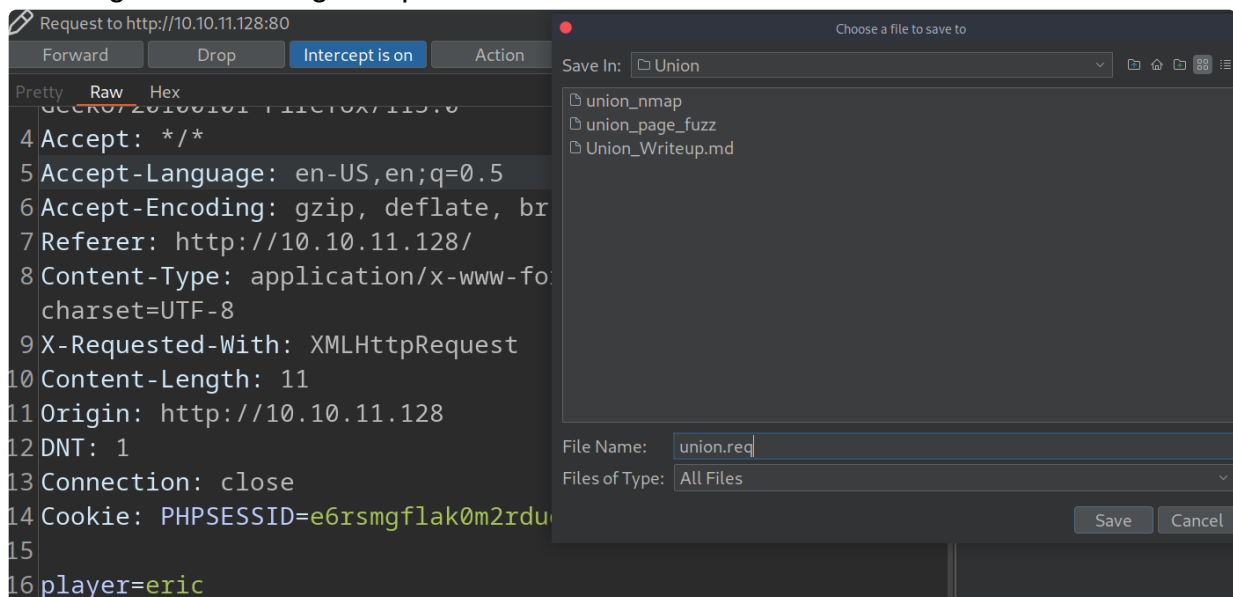 Request to http://10.10.11.128:80
Forward Drop Intercept is on Action
Pretty Raw Hex
4 Accept: */*
5 Accept-Language: en-US,en;q=0.5
6 Accept-Encoding: gzip, deflate, br
7 Referer: http://10.10.11.128/
8 Content-Type: application/x-www-fo
charset=UTF-8
9 X-Requested-With: XMLHttpRequest
10 Content-Length: 11
11 Origin: http://10.10.11.128
12 DNT: 1
13 Connection: close
14 Cookie: PHPSESSID=e6rsmgflak0m2rdu
15
16 player=eric
Choose a file to save to
Save In: Union
union_nmap
union_page_fuzz
Union_Writeup.md
File Name: union.req
Files of Type: All Files
Save Cancel